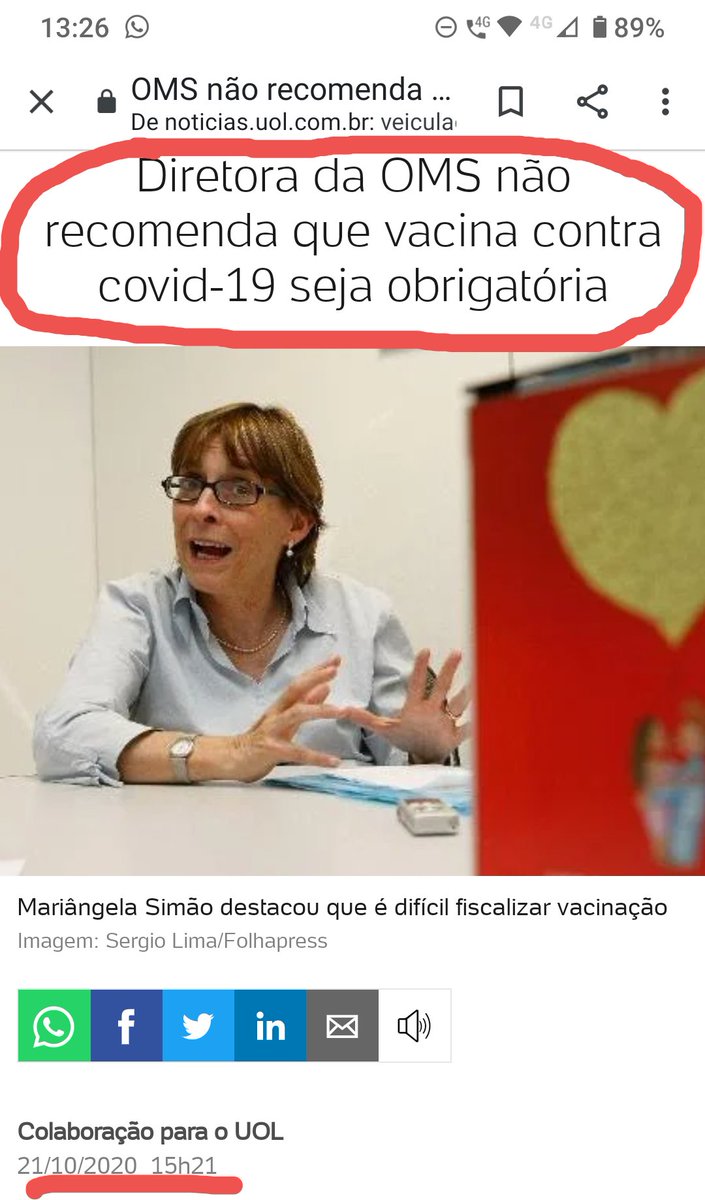 13:26
4G 4G 89%
OMS não recomenda ...
De noticias.uol.com.br: veicula
Diretora da OMS não
recomenda que vacina contra
covid-19 seja obrigatória
Mariângela Simão destacou que é difícil fiscalizar vacinação
Imagem: Sergio Lima/Folhapress
f in
Colaboração para o UOL
21/10/2020 15h21